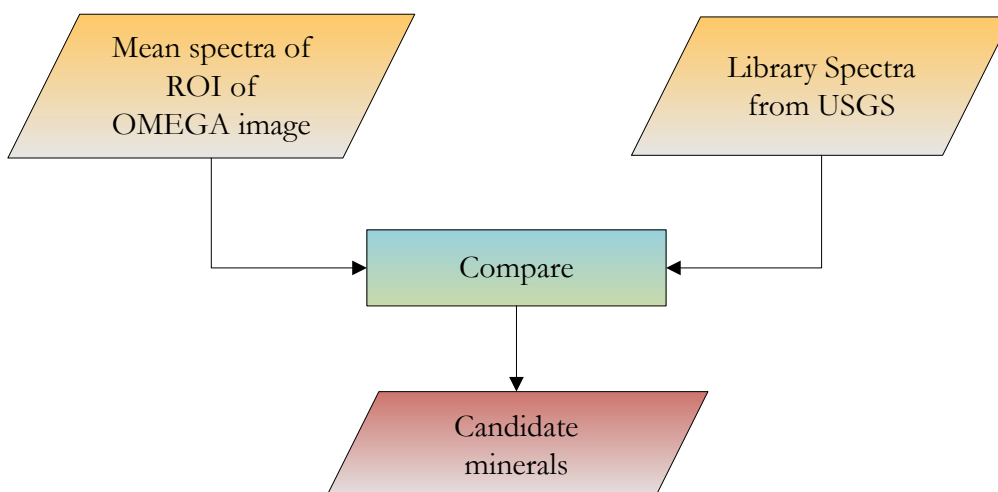 Mean spectra of
ROI of
OMEGA image
Library Spectra
from USGS
Compare
Candidate
minerals